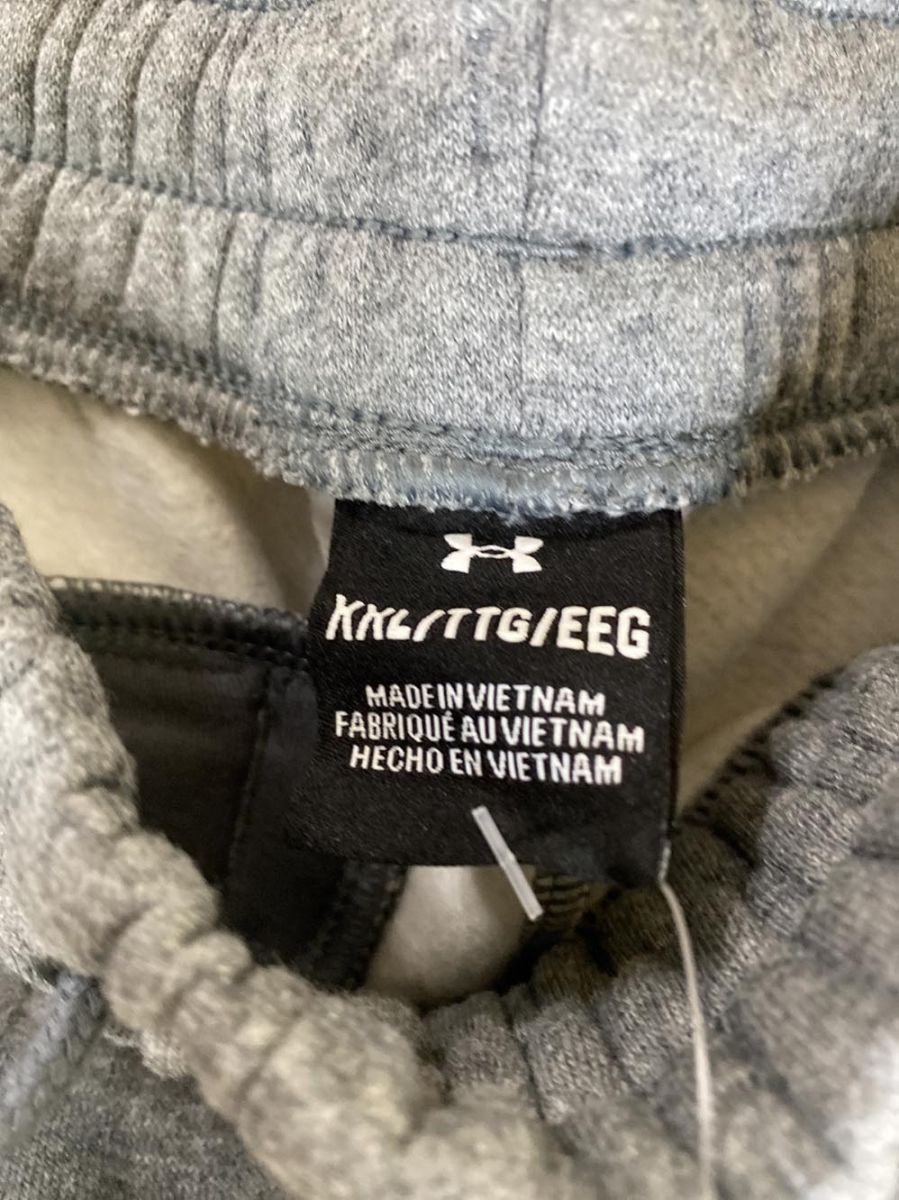 XXL/TTG/EEG
MADE IN VIETNAM
FABRIQUÉ AU VIETNAM
HECHO EN VIETNAM